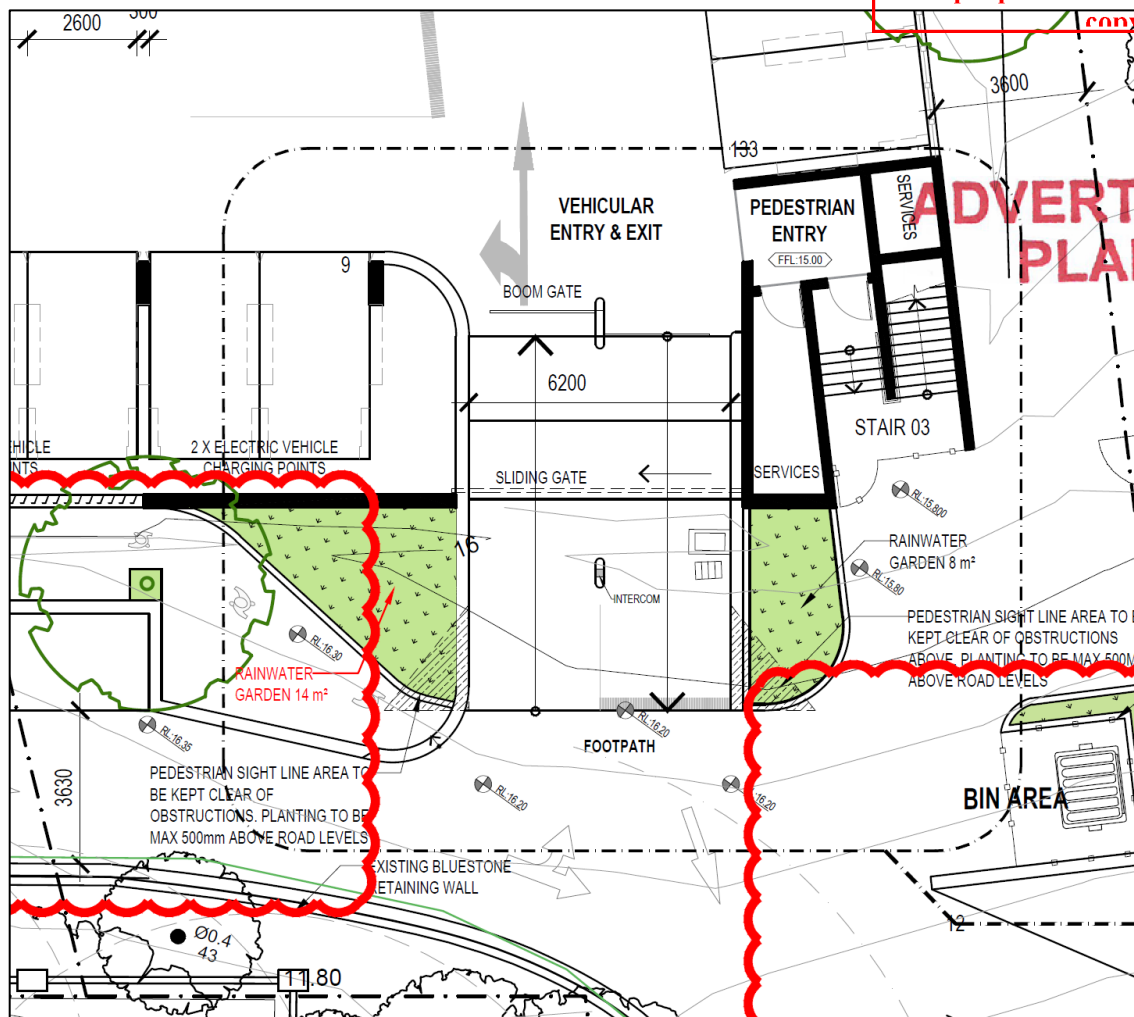 copy
2600
3600
133
SERVICES
ADVERT
PLA
VEHICULAR
ENTRY & EXIT
PEDESTRIAN
ENTRY
FFL:15.00
9
BOOM GATE
6200
STAIR 03
2 X ELECTRIC VEHICLE
CHARGING POINTS
SLIDING GATE
SERVICES
RL:15.800
16
RAINWATER
GARDEN 8 m²
RL:15.80
INTERCOM
PEDESTRIAN SIGHT LINE AREA TO
KEPT CLEAR OF OBSTRUCTIONS
ABOVE. PLANTING TO BE MAX 500M
ABOVE ROAD LEVELS
RL:16.30
RAINWATER
GARDEN 14 m²
RL:16.35
RL:16.20
FOOTPATH
3630
PEDESTRIAN SIGHT LINE AREA TO
BE KEPT CLEAR OF
OBSTRUCTIONS. PLANTING TO BE
MAX 500mm ABOVE ROAD LEVELS
RL:16.20
RL:16.20
BIN AREA
EXISTING BLUESTONE
RETAINING WALL
12
Ø0.4
43
11.80